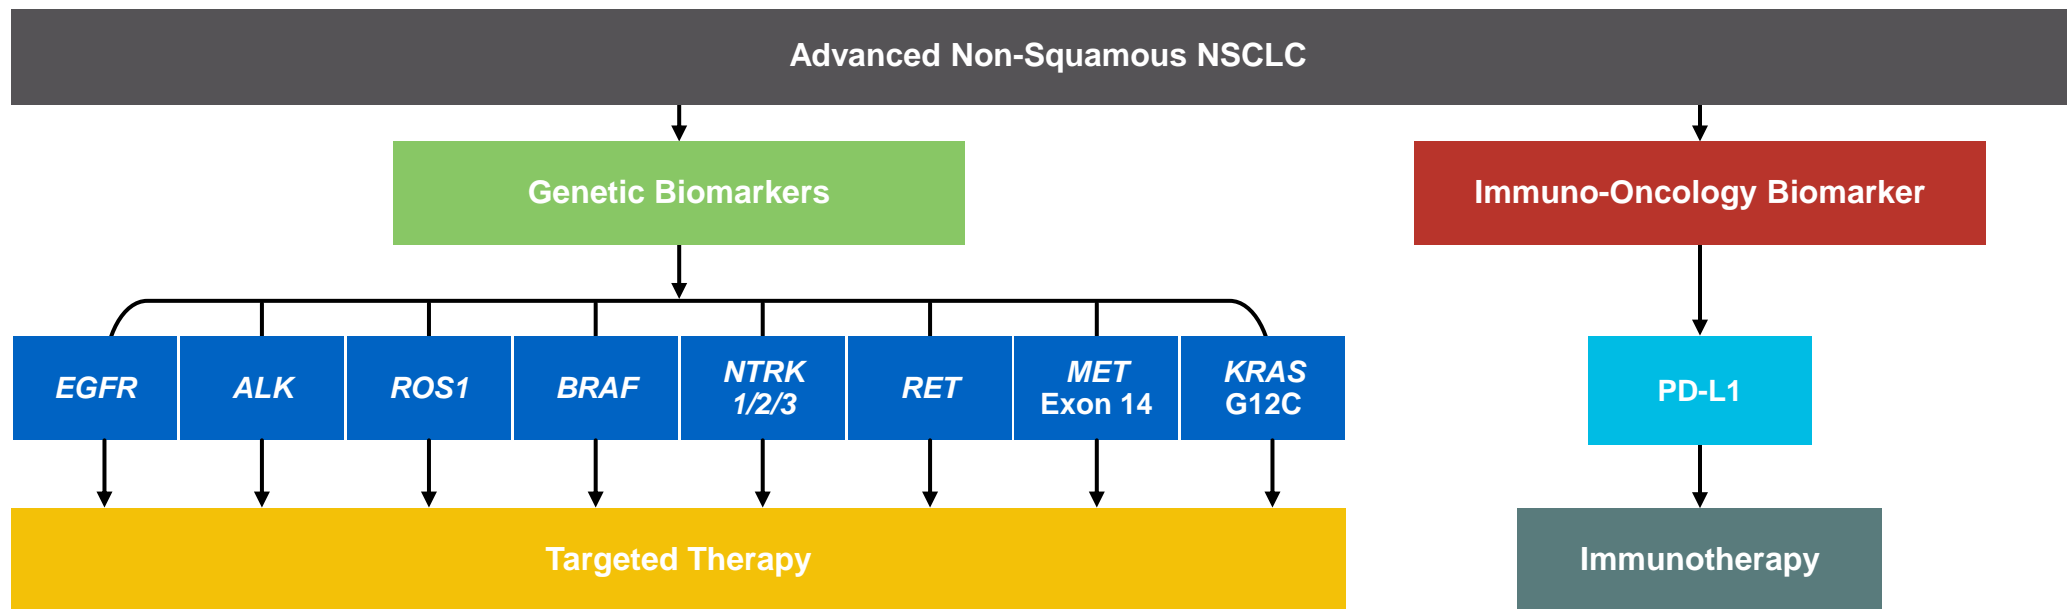 Advanced Non-Squamous NSCLC
Genetic Biomarkers
Immuno-Oncology Biomarker
EGFR
ALK
ROS1
BRAF
NTRK
1/2/3
RET
MET
Exon 14
KRAS
G12C
PD-L1
Targeted Therapy
Immunotherapy